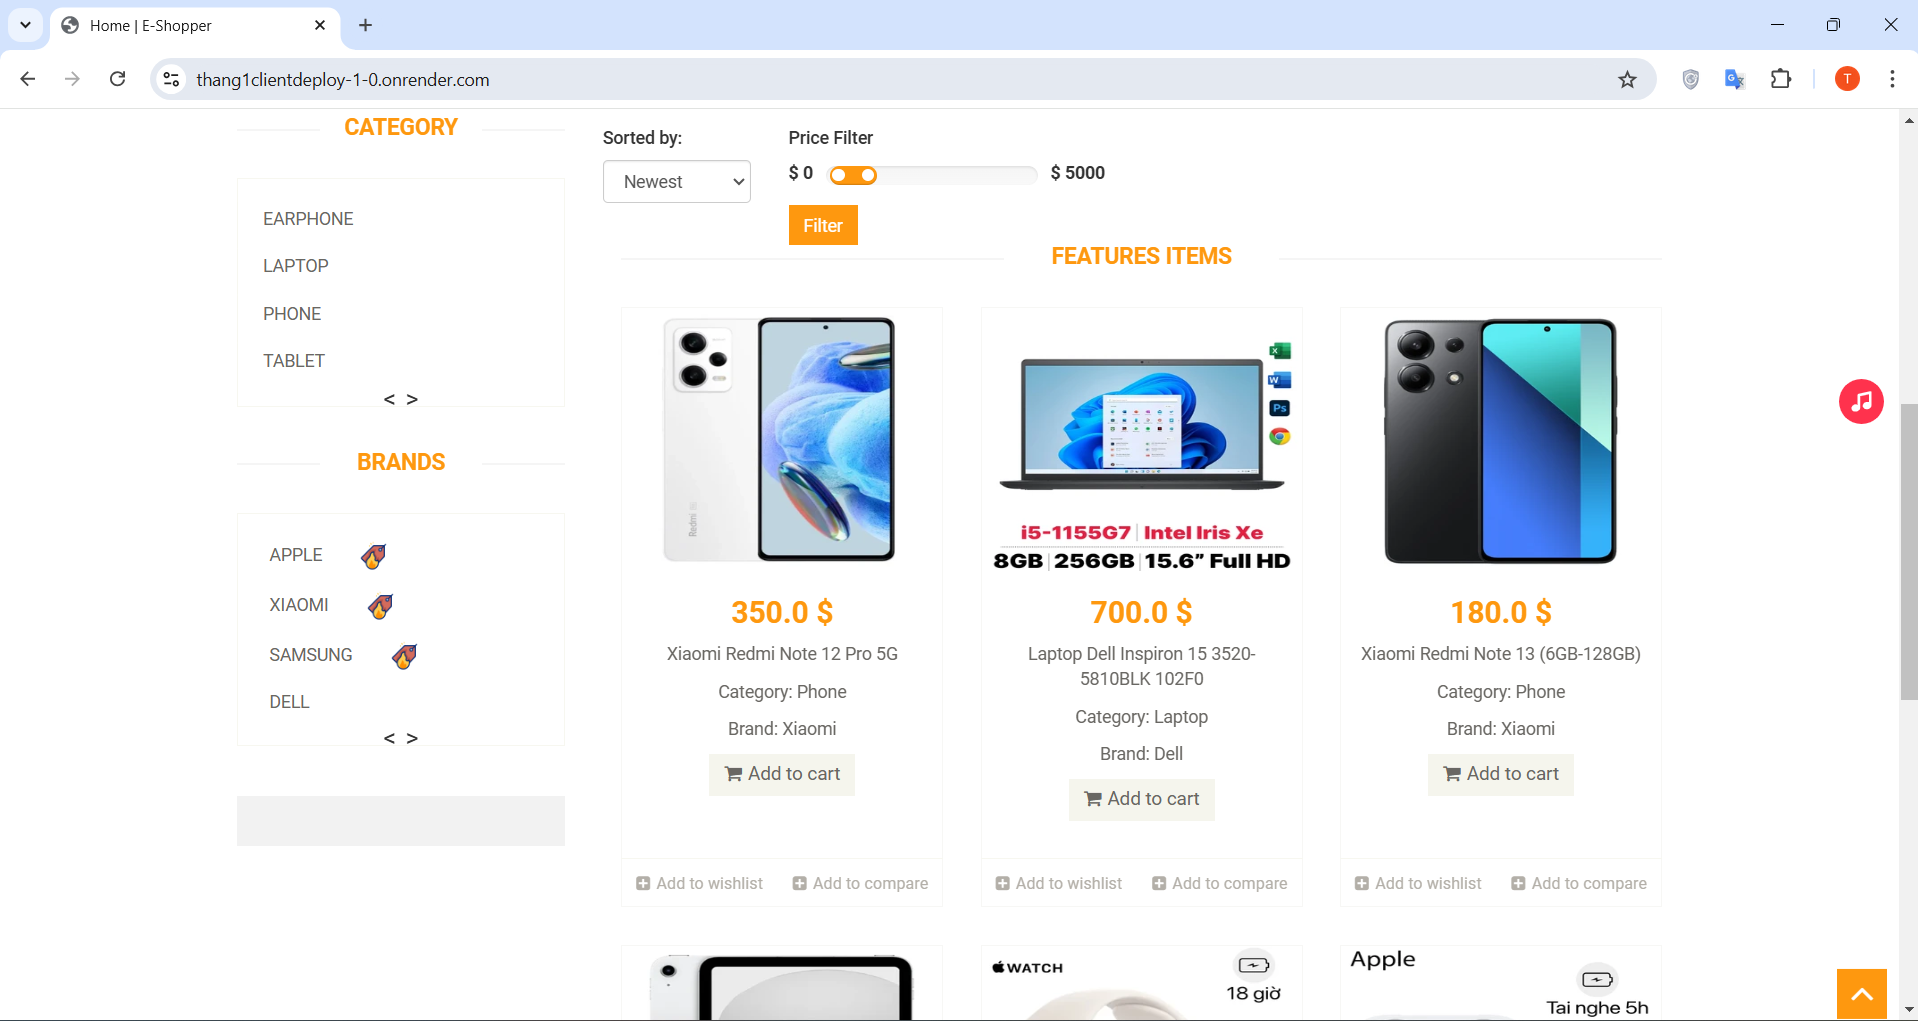 Home | E-Shopper
thang1clientdeploy-1-0.onrender.com
T
CATEGORY
EARPHONE
LAPTOP
PHONE
TABLET
< >
BRANDS
APPLE
XIAOMI
SAMSUNG
DELL
< >
Sorted by:
Newest
Price Filter
$ 0
$ 5000
Filter
FEATURES ITEMS
Redmi
350.0 $
Xiaomi Redmi Note 12 Pro 5G
Category: Phone
Brand: Xiaomi
Add to cart
Add to wishlist
Add to compare
Ps
i5-1155G7 | Intel Iris Xe
8GB | 256GB | 15.6” Full HD
700.0 $
Laptop Dell Inspiron 15 3520-
5810BLK 102F0
Category: Laptop
Brand: Dell
Add to cart
Add to wishlist
Add to compare
180.0 $
Xiaomi Redmi Note 13 (6GB-128GB)
Category: Phone
Brand: Xiaomi
Add to cart
Add to wishlist
Add to compare
WATCH
18 giờ
Apple
Tai nghe 5h